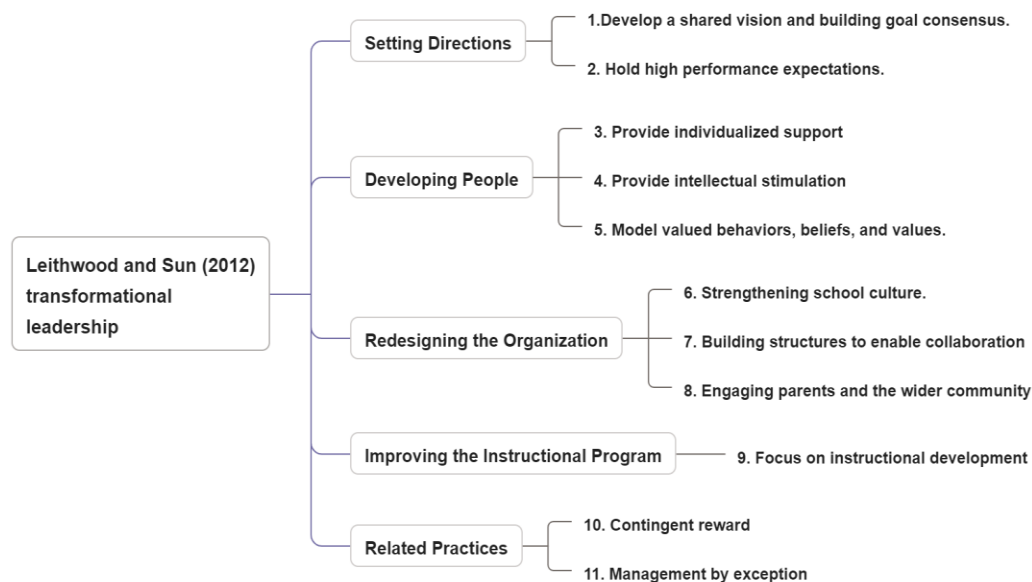 Leithwood and Sun (2012)
transformational
leadership
Setting Directions
1.Develop a shared vision and building goal consensus.
2. Hold high performance expectations.
Developing People
3. Provide individualized support
4. Provide intellectual stimulation
5. Model valued behaviors, beliefs, and values.
Redesigning the Organization
6. Strengthening school culture.
7. Building structures to enable collaboration
8. Engaging parents and the wider community
Improving the Instructional Program
9. Focus on instructional development
Related Practices
10. Contingent reward
11. Management by exception